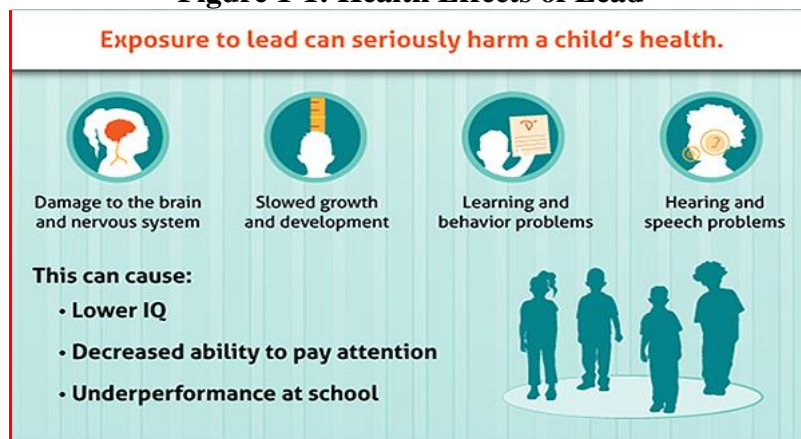 Figure 1-1. Health Effects of Lead
Exposure to lead can seriously harm a child's health.
Damage to the brain
and nervous system
Slowed growth
and development
Learning and
behavior problems
Hearing and
speech problems
This can cause:
• Lower IQ
• Decreased ability to pay attention
• Underperformance at school